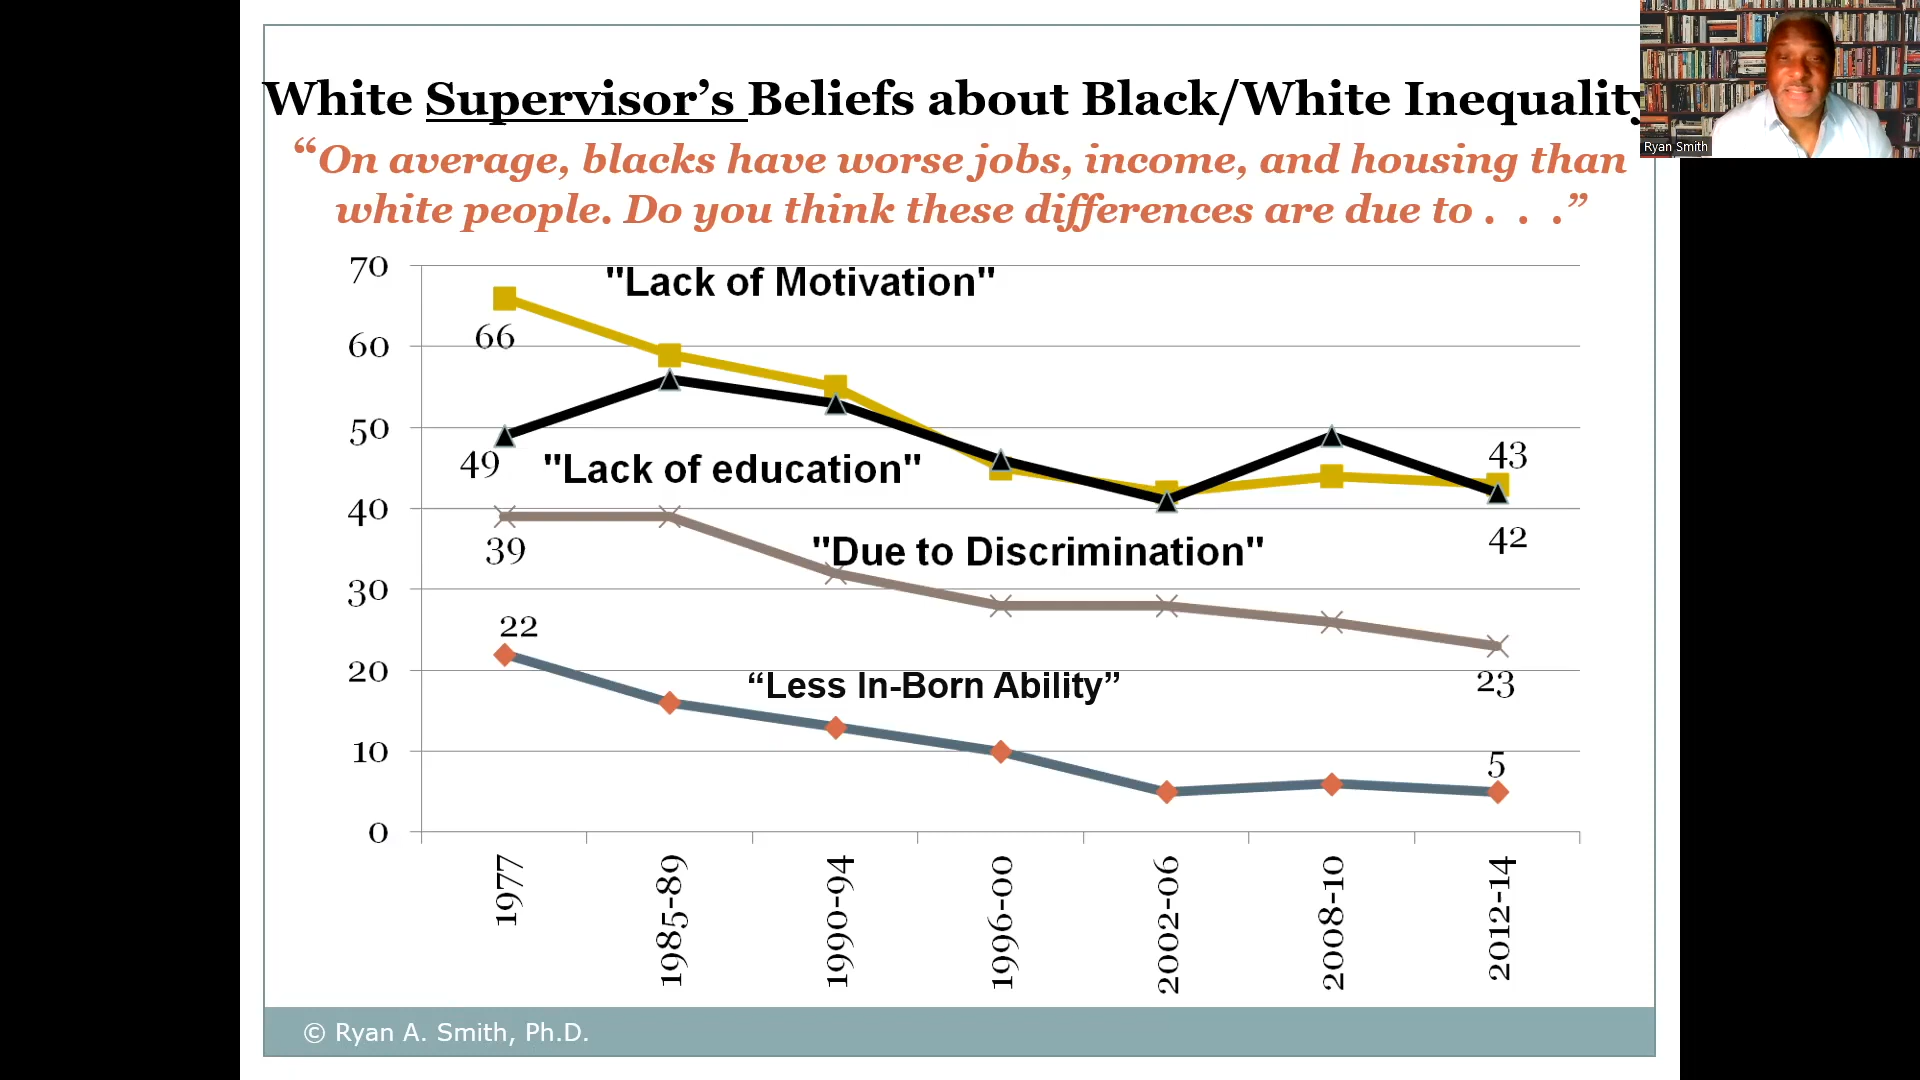 White Supervisor’s Beliefs about Black/White Inequality
Ryan Smith
“On average, blacks have worse jobs, income, and housing than
white people. Do you think these differences are due to . . .”
70
"Lack of Motivation"
66
60
50
49
"Lack of education"
43
40
39
"Due to Discrimination"
42
30
22
20
“Less In-Born Ability”
23
10
5
0
1977
1985-89
1990-94
1996-00
2002-06
2008-10
2012-14
© Ryan A. Smith, Ph.D.